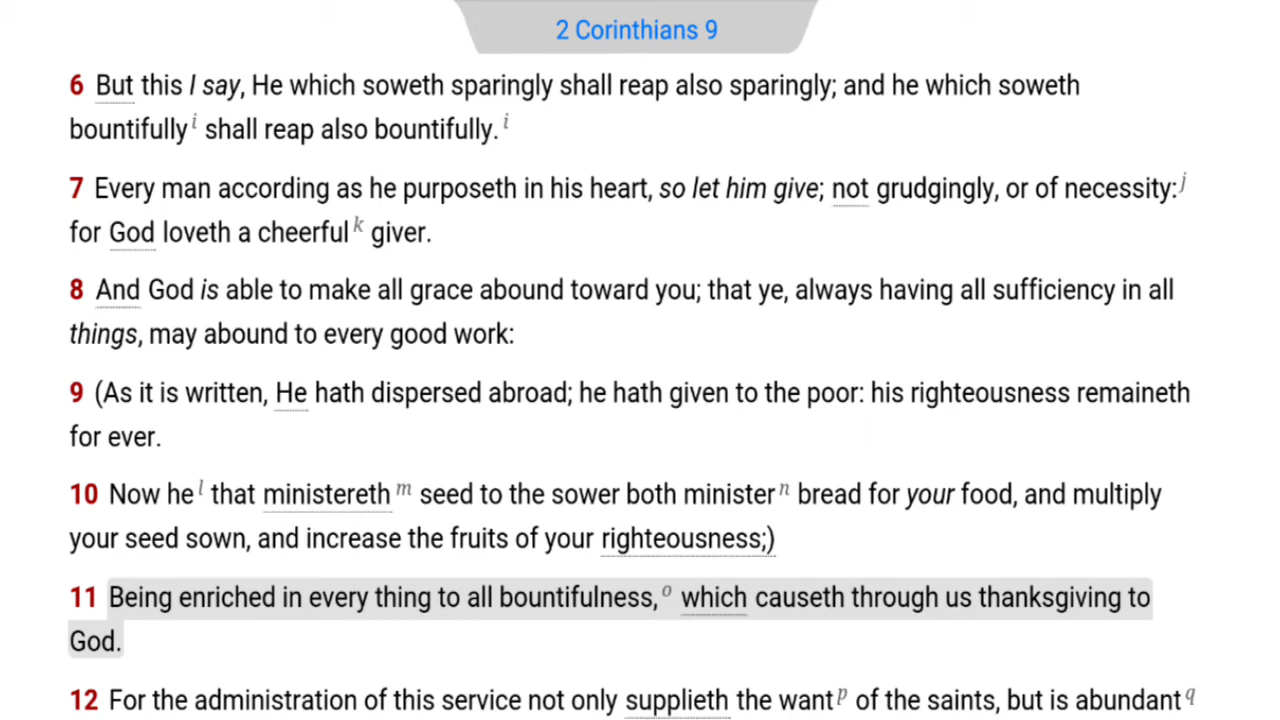 2 Corinthians 9
6 But this I say, He which soweth sparingly shall reap also sparingly; and he which soweth
bountifully i shall reap also bountifully. i
7 Every man according as he purposeth in his heart, so let him give; not grudgingly, or of necessity: j
for God loveth a cheerful k giver.
8 And God is able to make all grace abound toward you; that ye, always having all sufficiency in all
things, may abound to every good work:
9 (As it is written, He hath dispersed abroad; he hath given to the poor: his righteousness remaineth
for ever.
10 Now he l that ministereth m seed to the sower both minister n bread for your food, and multiply
your seed sown, and increase the fruits of your righteousness;)
11 Being enriched in every thing to all bountifulness, o which causeth through us thanksgiving to
God.
12 For the administration of this service not only supplieth the want p of the saints, but is abundant q